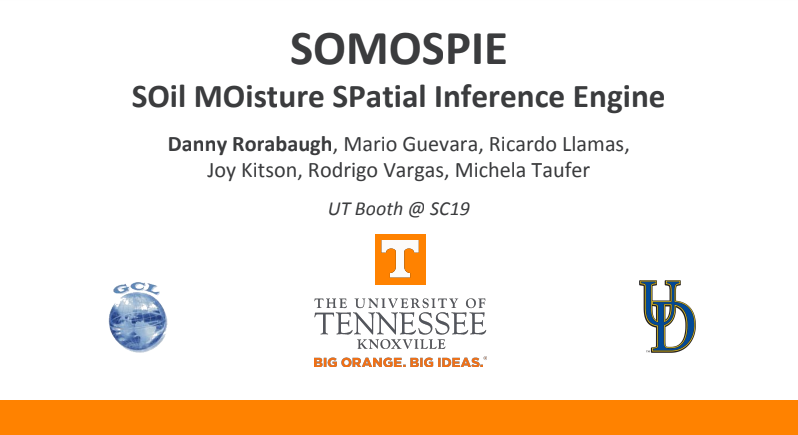 SOMOSPIE
SOil MOisture SPatial Inference Engine
Danny Rorabaugh, Mario Guevara, Ricardo Llamas,
Joy Kitson, Rodrigo Vargas, Michela Taufer
UT Booth @ SC19
T
GCL
THE UNIVERSITY OF
TENNESSEE
KNOXVILLE
BIG ORANGE. BIG IDEAS.®
UD